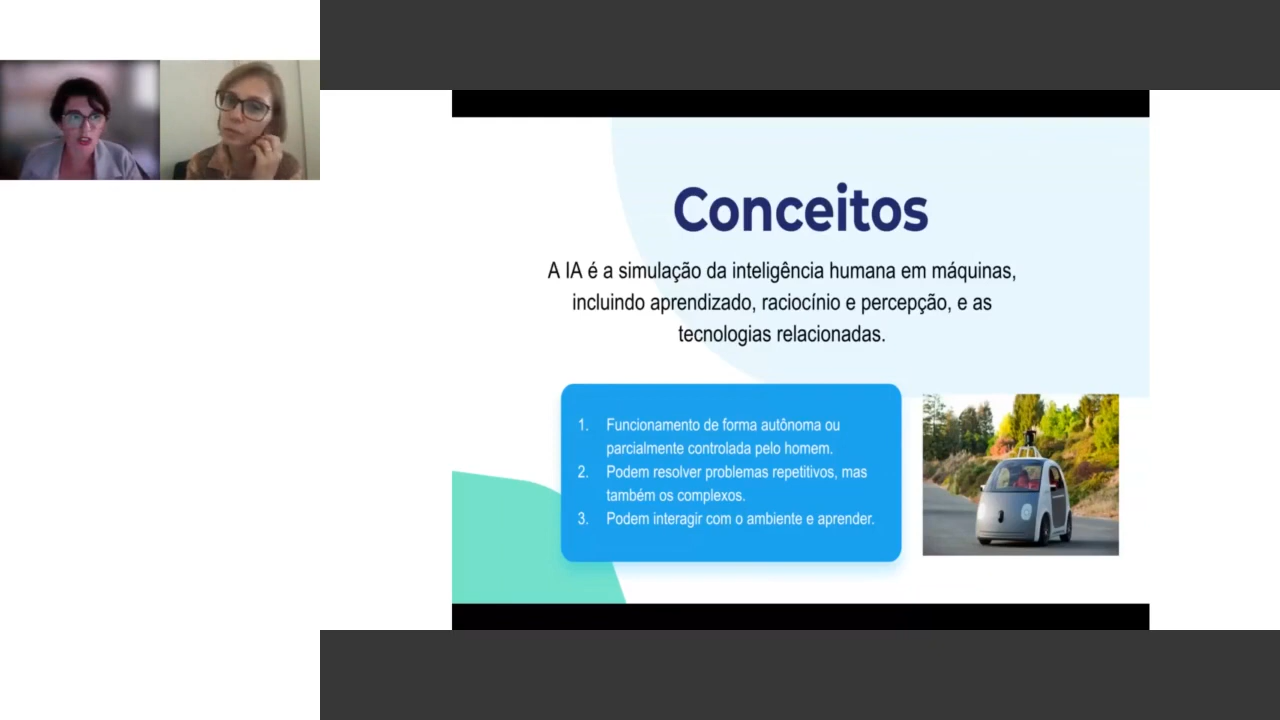 Conceitos
A IA é a simulação da inteligência humana em máquinas,
incluindo aprendizado, raciocínio e percepção, e as
tecnologias relacionadas.
1. Funcionamento de forma autônoma ou
parcialmente controlada pelo homem.
2. Podem resolver problemas repetitivos, mas
também os complexos.
3. Podem interagir com o ambiente e aprender.